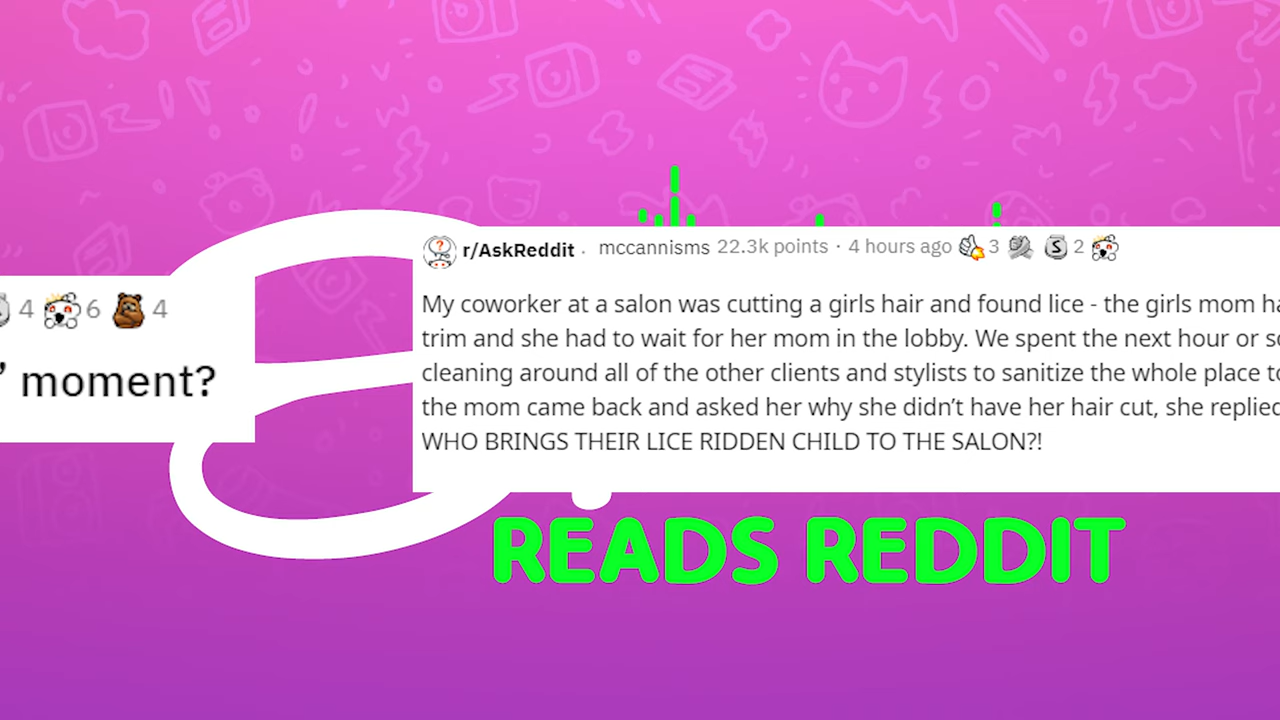 4 6 4
’ moment?
r/AskReddit · mccannisms 22.3k points · 4 hours ago 3 S 2
My coworker at a salon was cutting a girls hair and found lice - the girls mom
trim and she had to wait for her mom in the lobby. We spent the next hour or
cleaning around all of the other clients and stylists to sanitize the whole place
the mom came back and asked her why she didn’t have her hair cut, she replied
WHO BRINGS THEIR LICE RIDDEN CHILD TO THE SALON?!
READS REDDIT